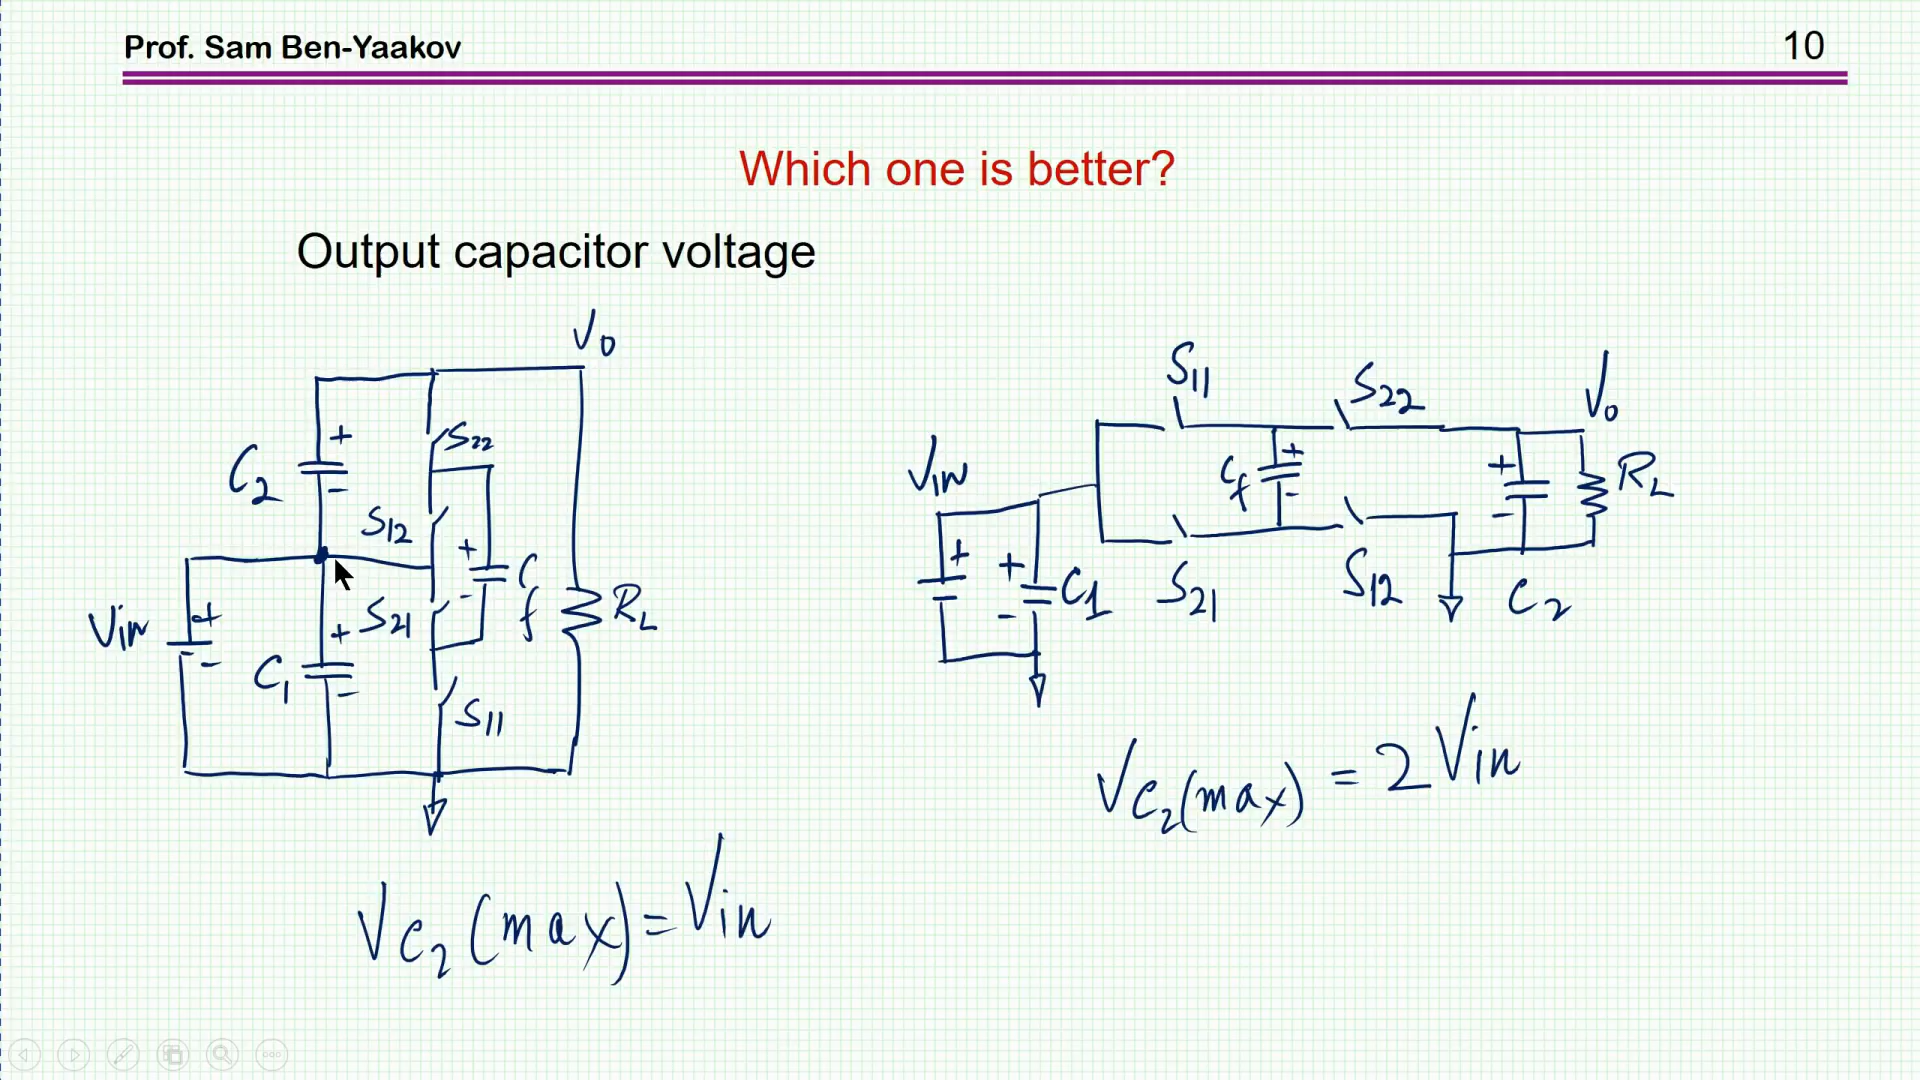 Prof. Sam Ben-Yaakov
10
Which one is better?
Output capacitor voltage
Vo
C2
+
-
S22
S12
+
-
Cf
Vin
+
-
C1
+
-
S21
S11
RL
VC2(max)=Vin
S11
S22
Vo
Vin
+
-
+
-
C1
Cf
+
-
S21
S12
+
-
RL
C2
VC2(max) = 2Vin